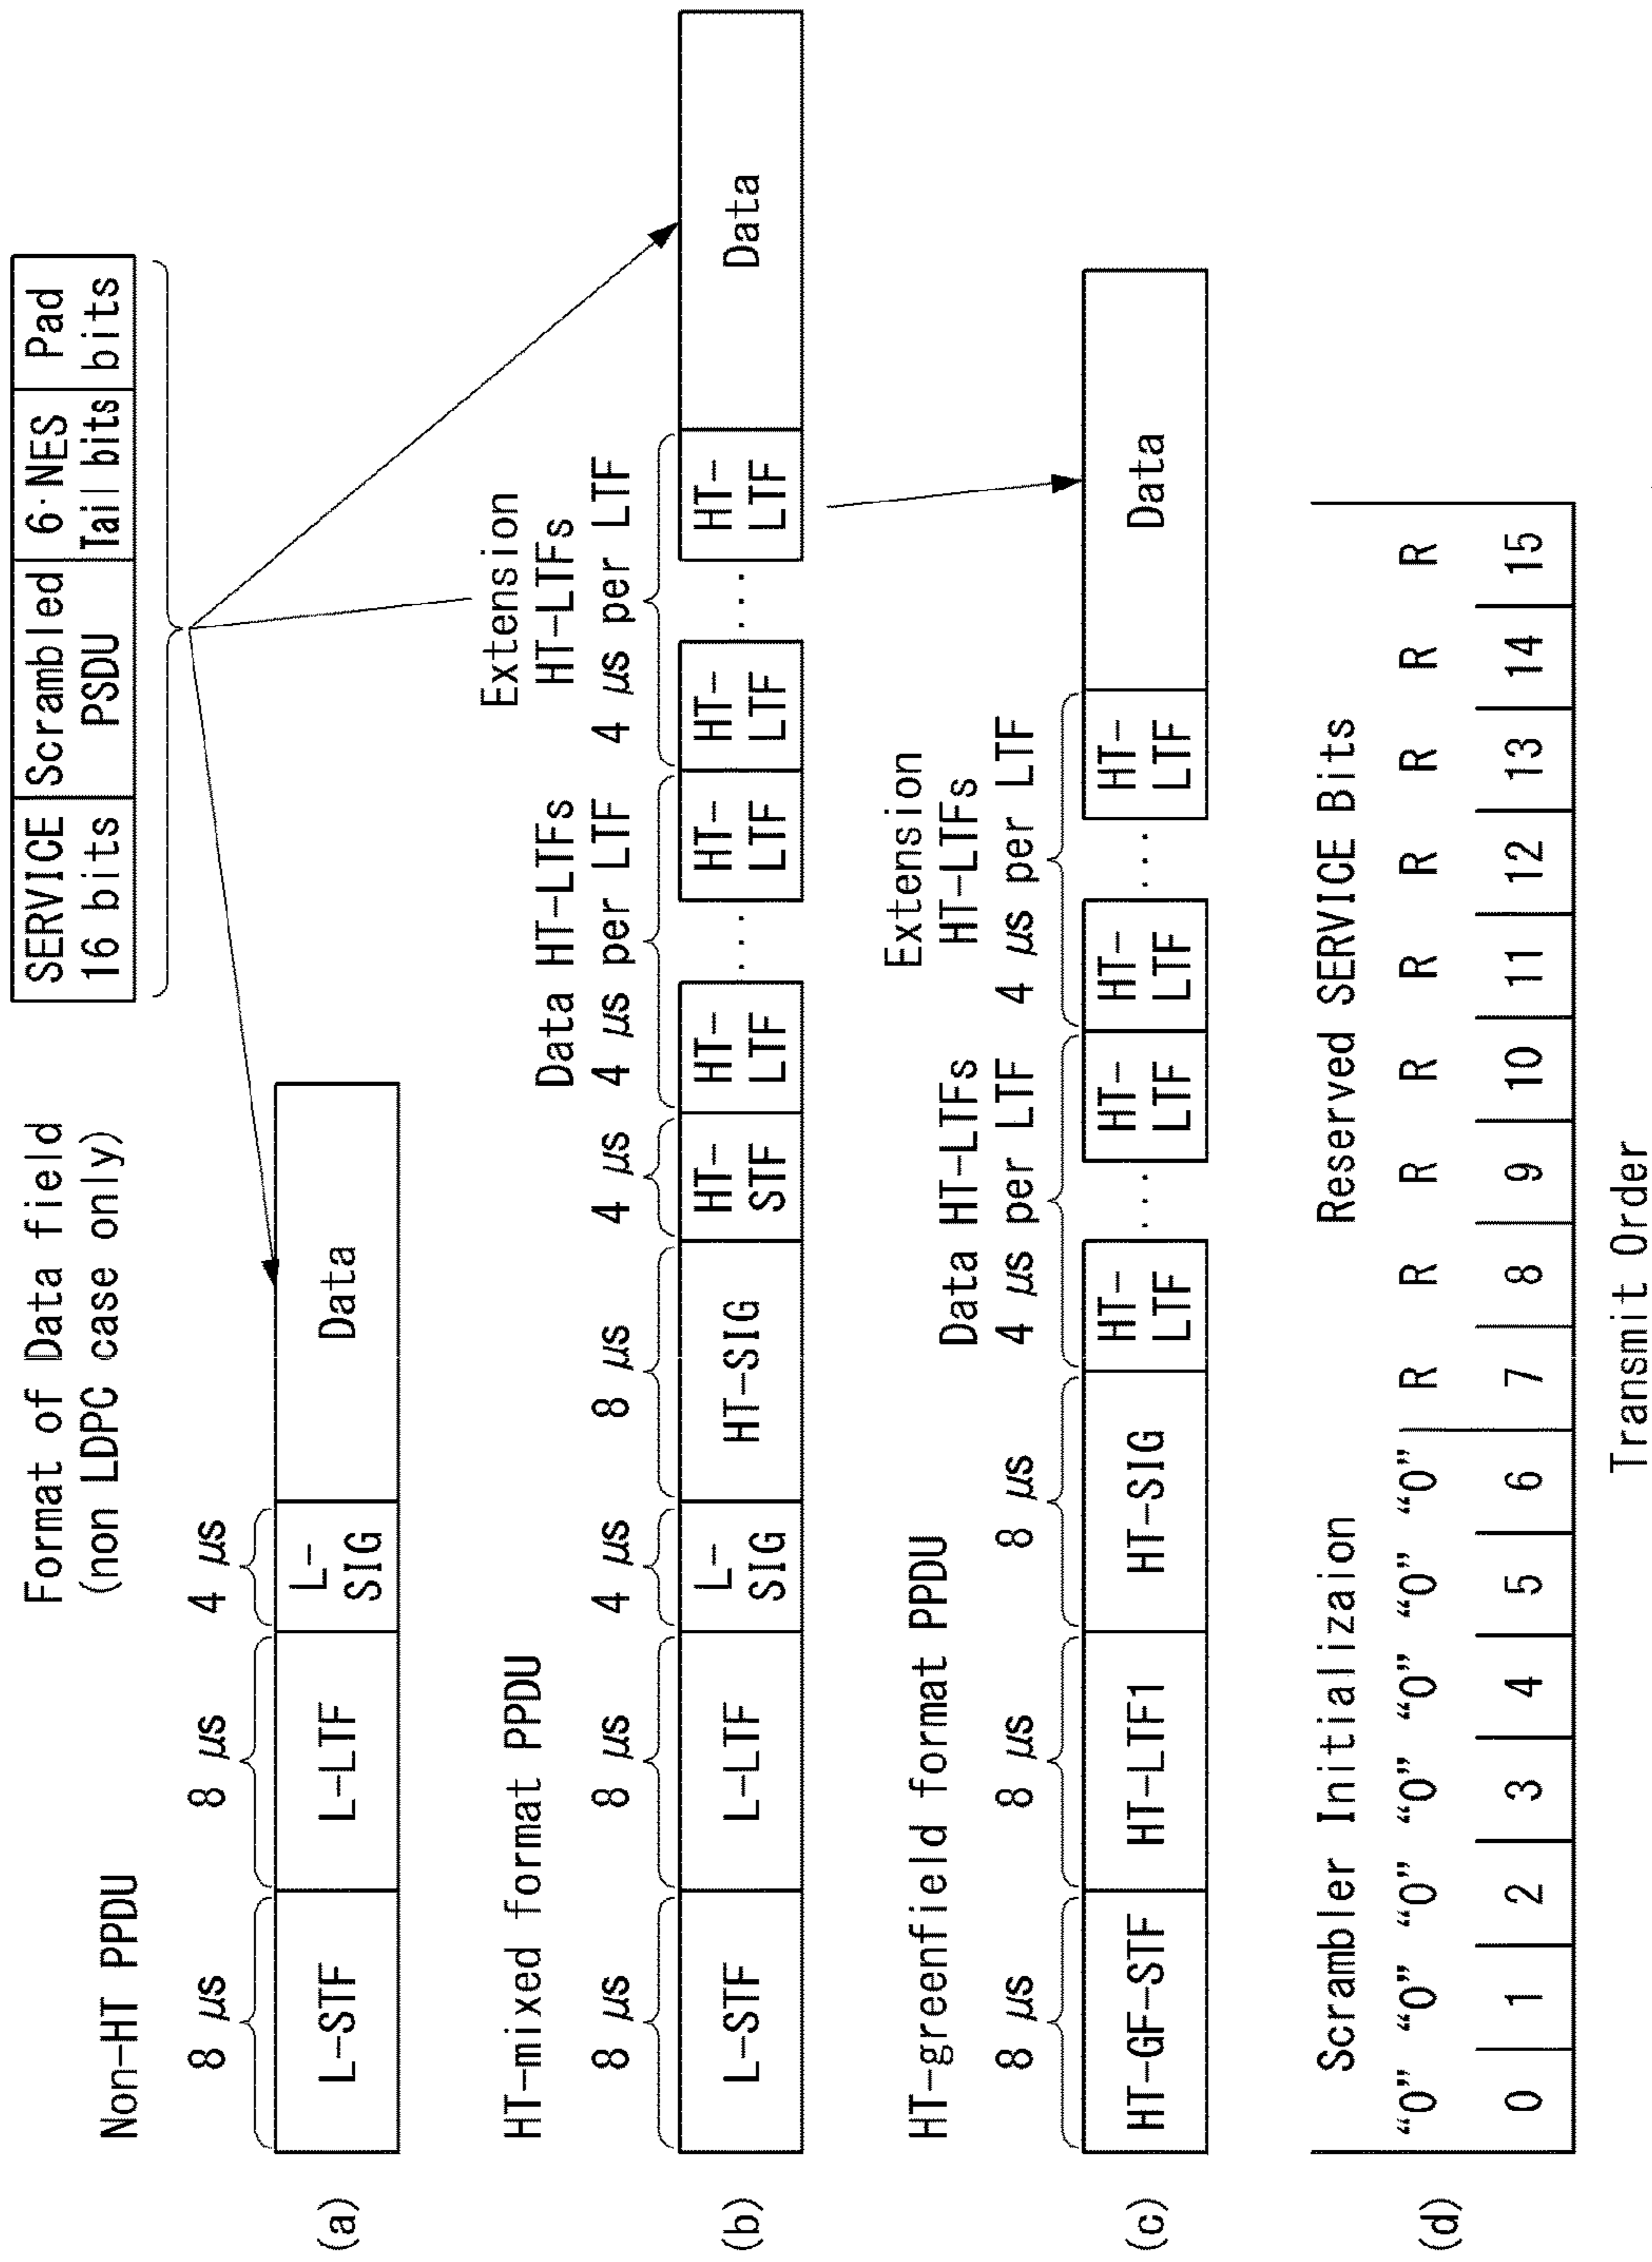 Format of Data field
(non LDPC case only)
SERVICE
16 bits
Scrambled
PSDU
6·NES
Tail bits
Pad
bits
Non-HT PPDU
8 μs
8 μs
4 μs
(a)
L-STF
L-LTF
L-
SIG
Data
HT-mixed format PPDU
Extension
Data HT-LTFs
HT-LTFs
8 μs
8 μs
4 μs
8 μs
4 μs
4 μs per LTF
4 μs per LTF
(b)
L-STF
L-LTF
L-
SIG
HT-SIG
HT-
STF
HT-
LTF
...
HT-
LTF
HT-
LTF
...
HT-
LTF
Data
HT-greenfield format PPDU
Extension
Data HT-LTFs
HT-LTFs
8 μs
8 μs
8 μs
4 μs per LTF
4 μs per LTF
(c)
HT-GF-STF
HT-LTF1
HT-SIG
HT-
LTF
...
HT-
LTF
HT-
LTF
...
HT-
LTF
Data
Scrambler Initializaion
Reserved SERVICE Bits
(d)
“0” “0” “0” “0” “0” “0” “0” R R R R R R R R R
0 1 2 3 4 5 6 7 8 9 10 11 12 13 14 15
Transmit Order